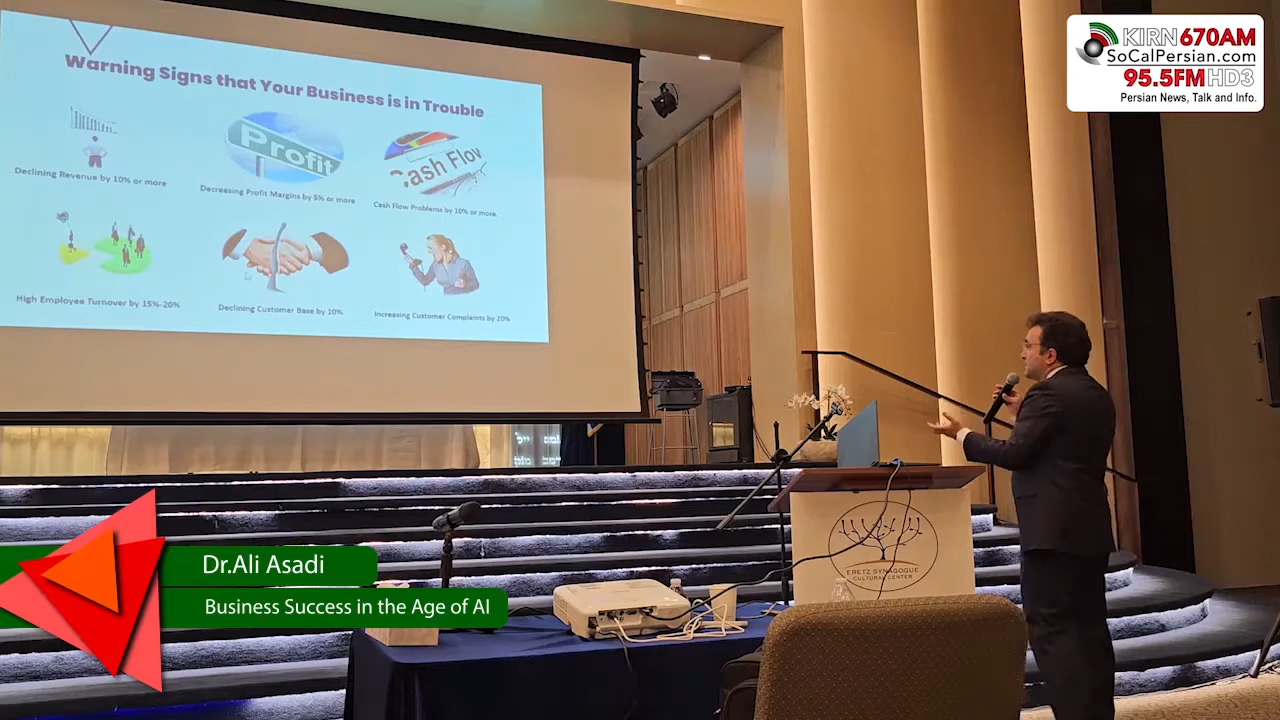 Warning Signs that Your Business is in Trouble
Profit
Cash Flow
Declining Revenue by 10% or more
Decreasing Profit Margins by 5% or more
Cash Flow Problems by 10% or more.
High Employee Turnover by 15%-20%
Declining Customer Base by 10%
Increasing Customer Complaints by 20%
KIRN 670AM
SoCalPersian.com
95.5FM HD3
Persian News, Talk and Info.
ERETZ SYNAGOGUE
CULTURAL CENTER
Dr.Ali Asadi
Business Success in the Age of AI